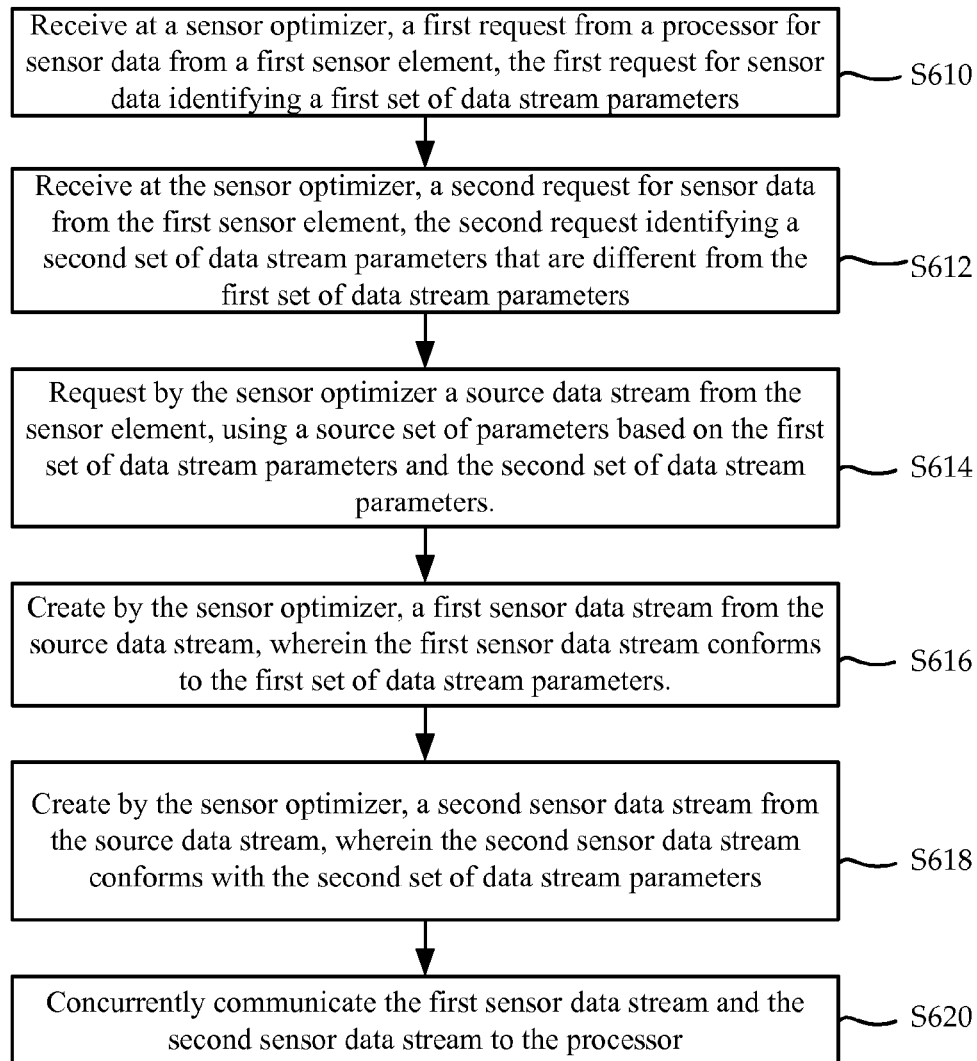 Receive at a sensor optimizer, a first request from a processor for
sensor data from a first sensor element, the first request for sensor
data identifying a first set of data stream parameters
S610
Receive at the sensor optimizer, a second request for sensor data
from the first sensor element, the second request identifying a
second set of data stream parameters that are different from the
first set of data stream parameters
S612
Request by the sensor optimizer a source data stream from the
sensor element, using a source set of parameters based on the first
set of data stream parameters and the second set of data stream
parameters.
S614
Create by the sensor optimizer, a first sensor data stream from the
source data stream, wherein the first sensor data stream conforms
to the first set of data stream parameters.
S616
Create by the sensor optimizer, a second sensor data stream from
the source data stream, wherein the second sensor data stream
conforms with the second set of data stream parameters
S618
Concurrently communicate the first sensor data stream and the
second sensor data stream to the processor
S620